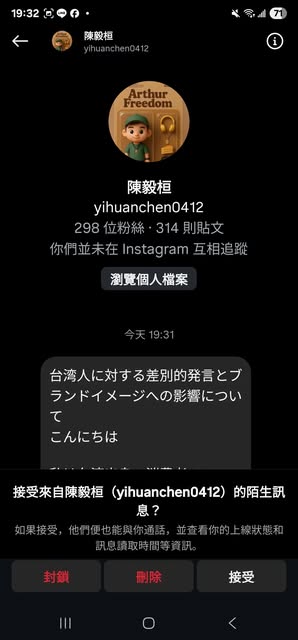 19:32
71
陳毅桓
yihuanchen0412
Arthur
Freedom
陳毅桓
yihuanchen0412
298 位粉絲 · 314 則貼文
你們並未在 Instagram 互相追蹤
瀏覽個人檔案
今天 19:31
台湾人に対する差別的発言とブ
ランドイメージへの影響につい
て
こんにちは
接受來自陳毅桓（yihuanchen0412）的陌生訊
息？
如果接受，他們便也能與你通話，並查看你的上線狀態和
訊息讀取時間等資訊。
封鎖
刪除
接受